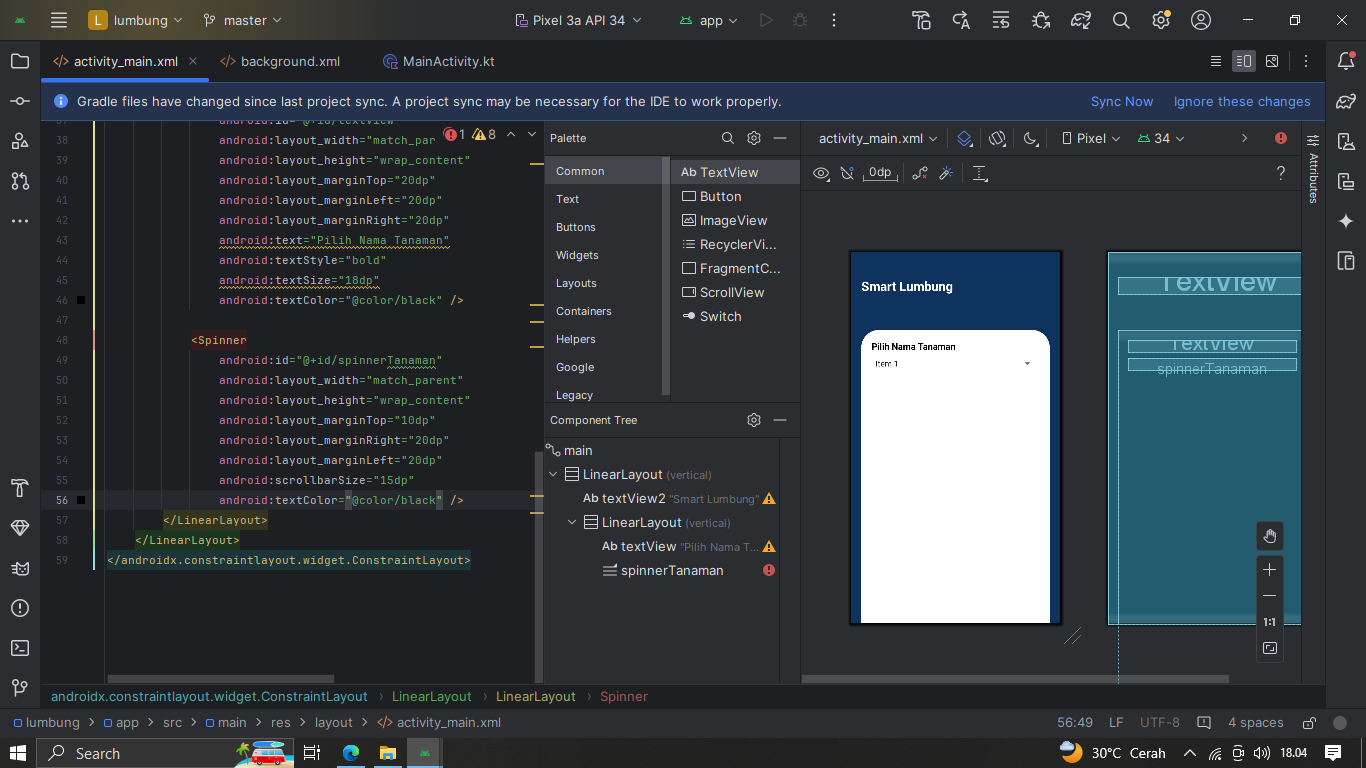 L lumbung master Pixel 3a API 34 app
activity_main.xml background.xml MainActivity.kt
Gradle files have changed since last project sync. A project sync may be necessary for the IDE to work properly. Sync Now Ignore these changes
38 android:layout_width="match_par 1 8
39 android:layout_height="wrap_content"
40 android:layout_marginTop="20dp"
41 android:layout_marginLeft="20dp"
42 android:layout_marginRight="20dp"
43 android:text="Pilih Nama Tanaman"
44 android:textStyle="bold"
45 android:textSize="18dp"
46 android:textColor="@color/black" />
47
48 <Spinner
49 android:id="@+id/spinnerTanaman"
50 android:layout_width="match_parent"
51 android:layout_height="wrap_content"
52 android:layout_marginTop="10dp"
53 android:layout_marginRight="20dp"
54 android:layout_marginLeft="20dp"
55 android:scrollbarSize="15dp"
56 android:textColor="@color/black" />
57 </LinearLayout>
58 </LinearLayout>
59 </androidx.constraintlayout.widget.ConstraintLayout>
Palette
Common
Text
Buttons
Widgets
Layouts
Containers
Helpers
Google
Legacy
Ab TextView
Button
ImageView
RecyclerVi...
FragmentC...
ScrollView
Switch
Component Tree
main
LinearLayout (vertical)
Ab textView2 "Smart Lumbung"
LinearLayout (vertical)
Ab textView "Pilih Nama T...
spinnerTanaman
activity_main.xml Pixel 34
0dp ?
Smart Lumbung
Pilih Nama Tanaman
Item 1
TextView
TextView
spinnerTanaman
1:1
Attributes
androidx.constraintlayout.widget.ConstraintLayout › LinearLayout › LinearLayout › Spinner
lumbung > app > src > main > res > layout > activity_main.xml 56:49 LF UTF-8 4 spaces
Search 30°C Cerah 18.04